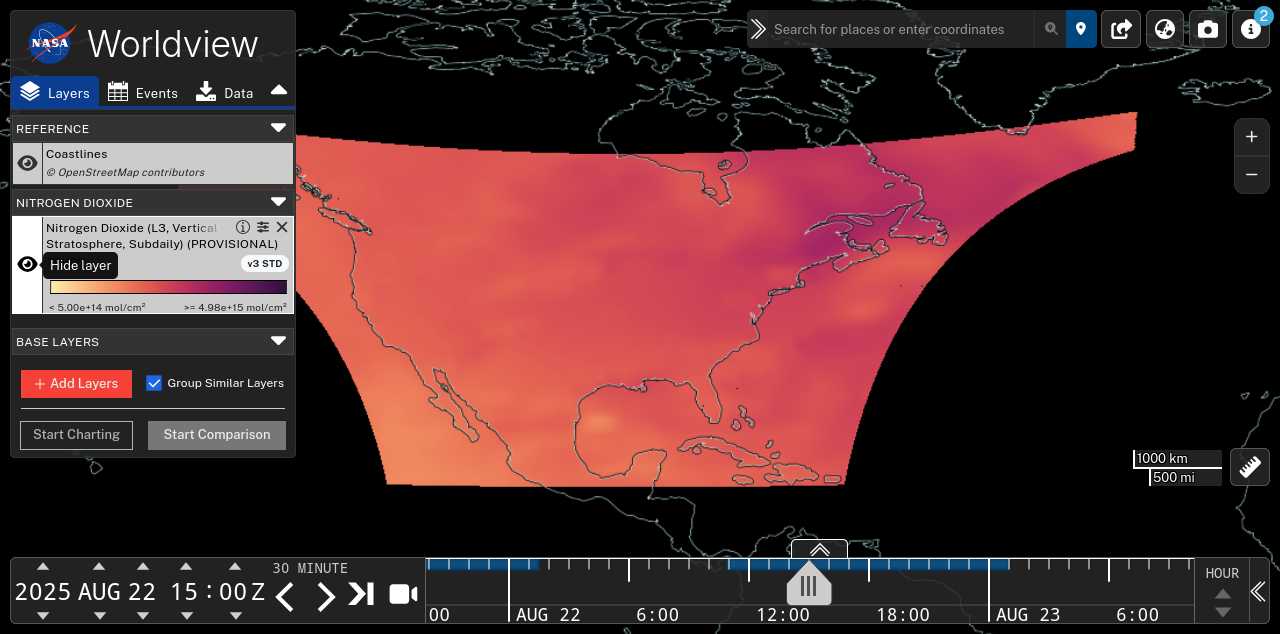 NASA Worldview
Search for places or enter coordinates
2
Layers Events Data
REFERENCE
Coastlines
© OpenStreetMap contributors
NITROGEN DIOXIDE
Nitrogen Dioxide (L3, Vertical
Stratosphere, Subdaily) (PROVISIONAL)
Hide layer
v3 STD
< 5.00e+14 mol/cm² >= 4.98e+15 mol/cm²
BASE LAYERS
+ Add Layers Group Similar Layers
Start Charting Start Comparison
+
−
1000 km
500 mi
2025 AUG 22 15 : 00 Z
30 MINUTE
00 AUG 22 6:00 12:00 18:00 AUG 23 6:00
HOUR